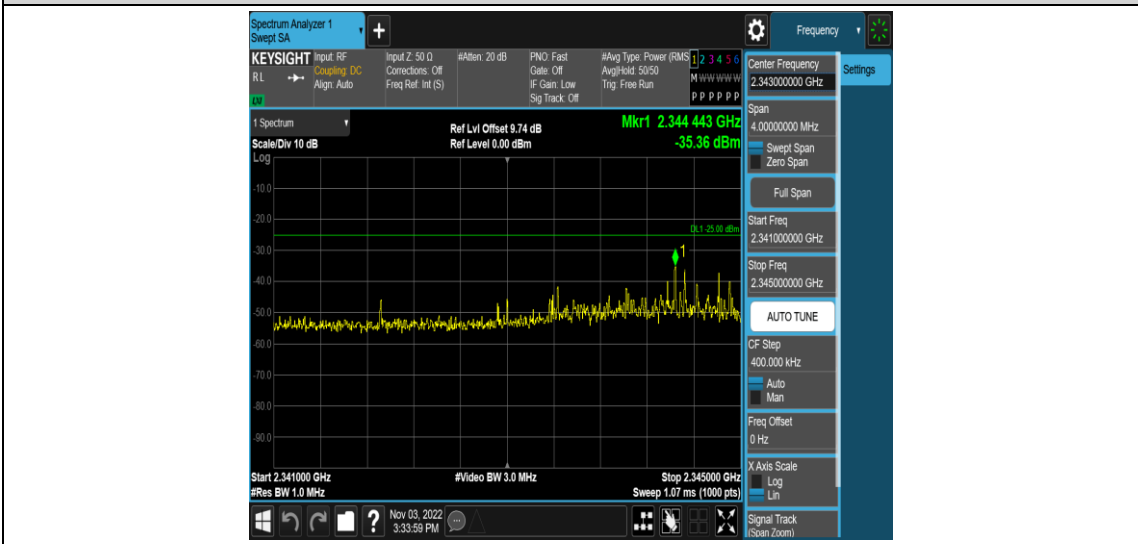 Spectrum Analyzer 1
Swept SA
+
Frequency
KEYSIGHT
RL
LXI
Input: RF
Coupling: DC
Align: Auto
Input Z: 50 Ω
Corrections: Off
Freq Ref: Int (S)
#Atten: 20 dB
PNO: Fast
Gate: Off
IF Gain: Low
Sig Track: Off
#Avg Type: Power (RMS
Avg|Hold: 50/50
Trig: Free Run
1 2 3 4 5 6
M W W W W W
P P P P P P
1 Spectrum
Scale/Div 10 dB
Log
Ref Lvl Offset 9.74 dB
Ref Level 0.00 dBm
Mkr1 2.344 443 GHz
-35.36 dBm
-10.0
-20.0
DL1 -25.00 dBm
-30.0
1
-40.0
-50.0
-60.0
-70.0
-80.0
-90.0
Start 2.341000 GHz
#Res BW 1.0 MHz
#Video BW 3.0 MHz
Stop 2.345000 GHz
Sweep 1.07 ms (1000 pts)
?
Nov 03, 2022
3:33:59 PM
Center Frequency
2.343000000 GHz
Settings
Span
4.00000000 MHz
Swept Span
Zero Span
Full Span
Start Freq
2.341000000 GHz
Stop Freq
2.345000000 GHz
AUTO TUNE
CF Step
400.000 kHz
Auto
Man
Freq Offset
0 Hz
X Axis Scale
Log
Lin
Signal Track
(Span Zoom)